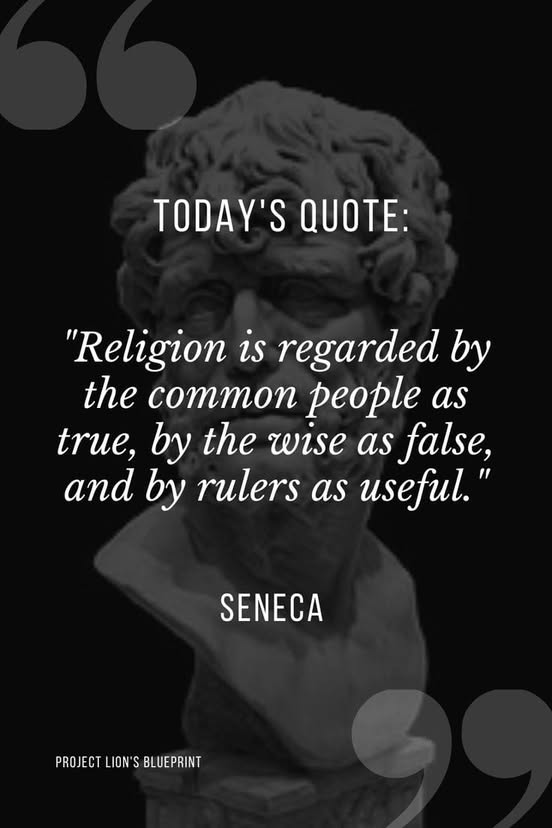 TODAY'S QUOTE:
"Religion is regarded by
the common people as
true, by the wise as false,
and by rulers as useful."
SENECA
PROJECT LION'S BLUEPRINT